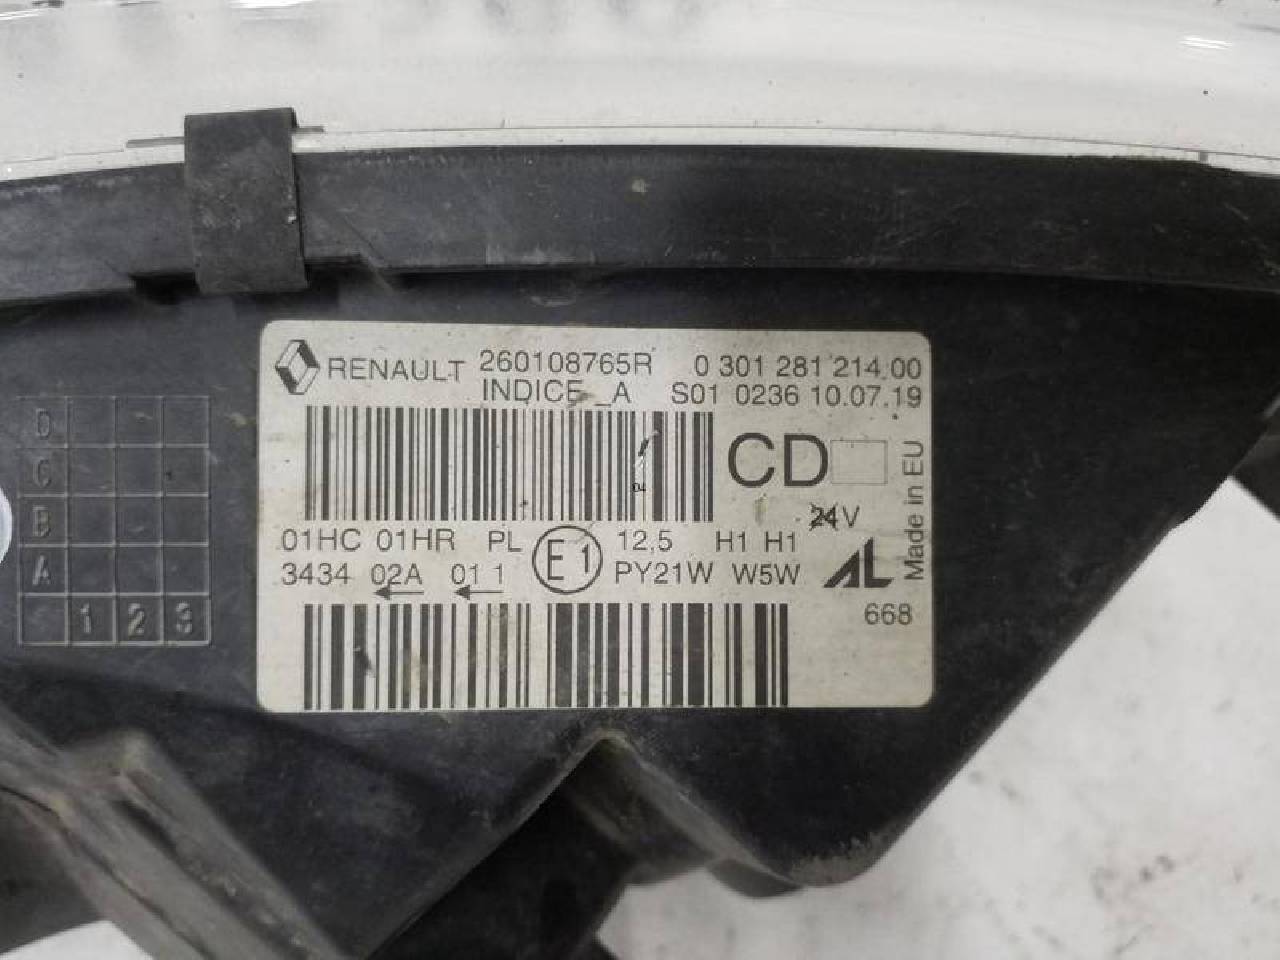 RENAULT 260108765R 0 301 281 214.00
INDICE _A S01 0236 10.07.19
CD
24V
Made in EU
01HC 01HR PL E1 12,5 H1 H1
3434 02A 01 1 PY21W W5W AL
668
D
C
B
A
1 2 3